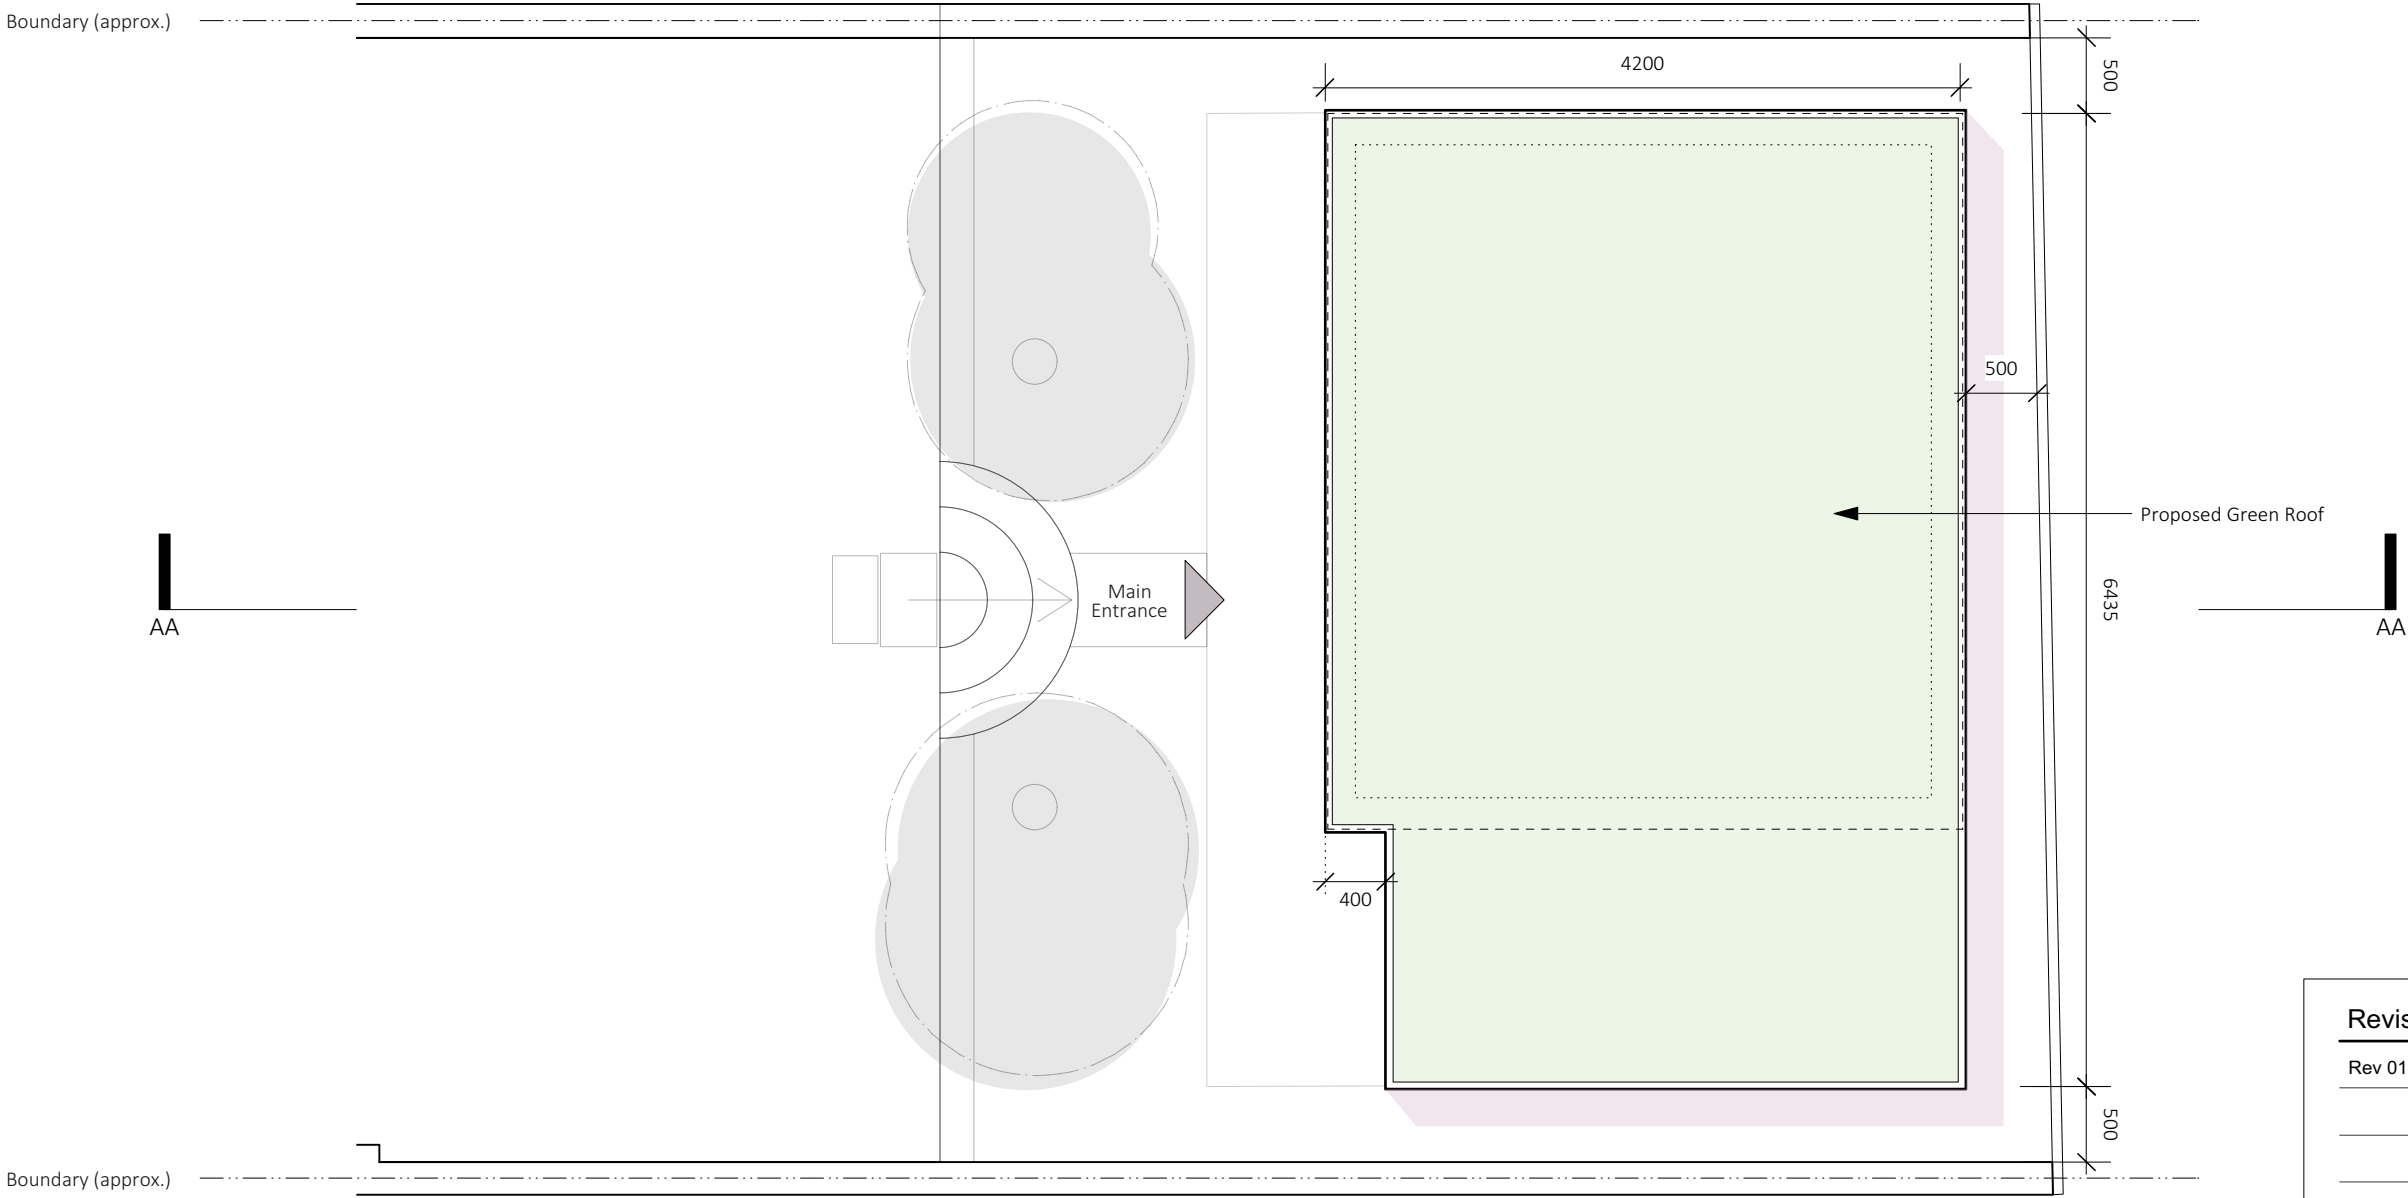 Boundary (approx.)
4200
500
500
Proposed Green Roof
Main
Entrance
6435
AA
AA
400
Revis
Rev 01
500
Boundary (approx.)